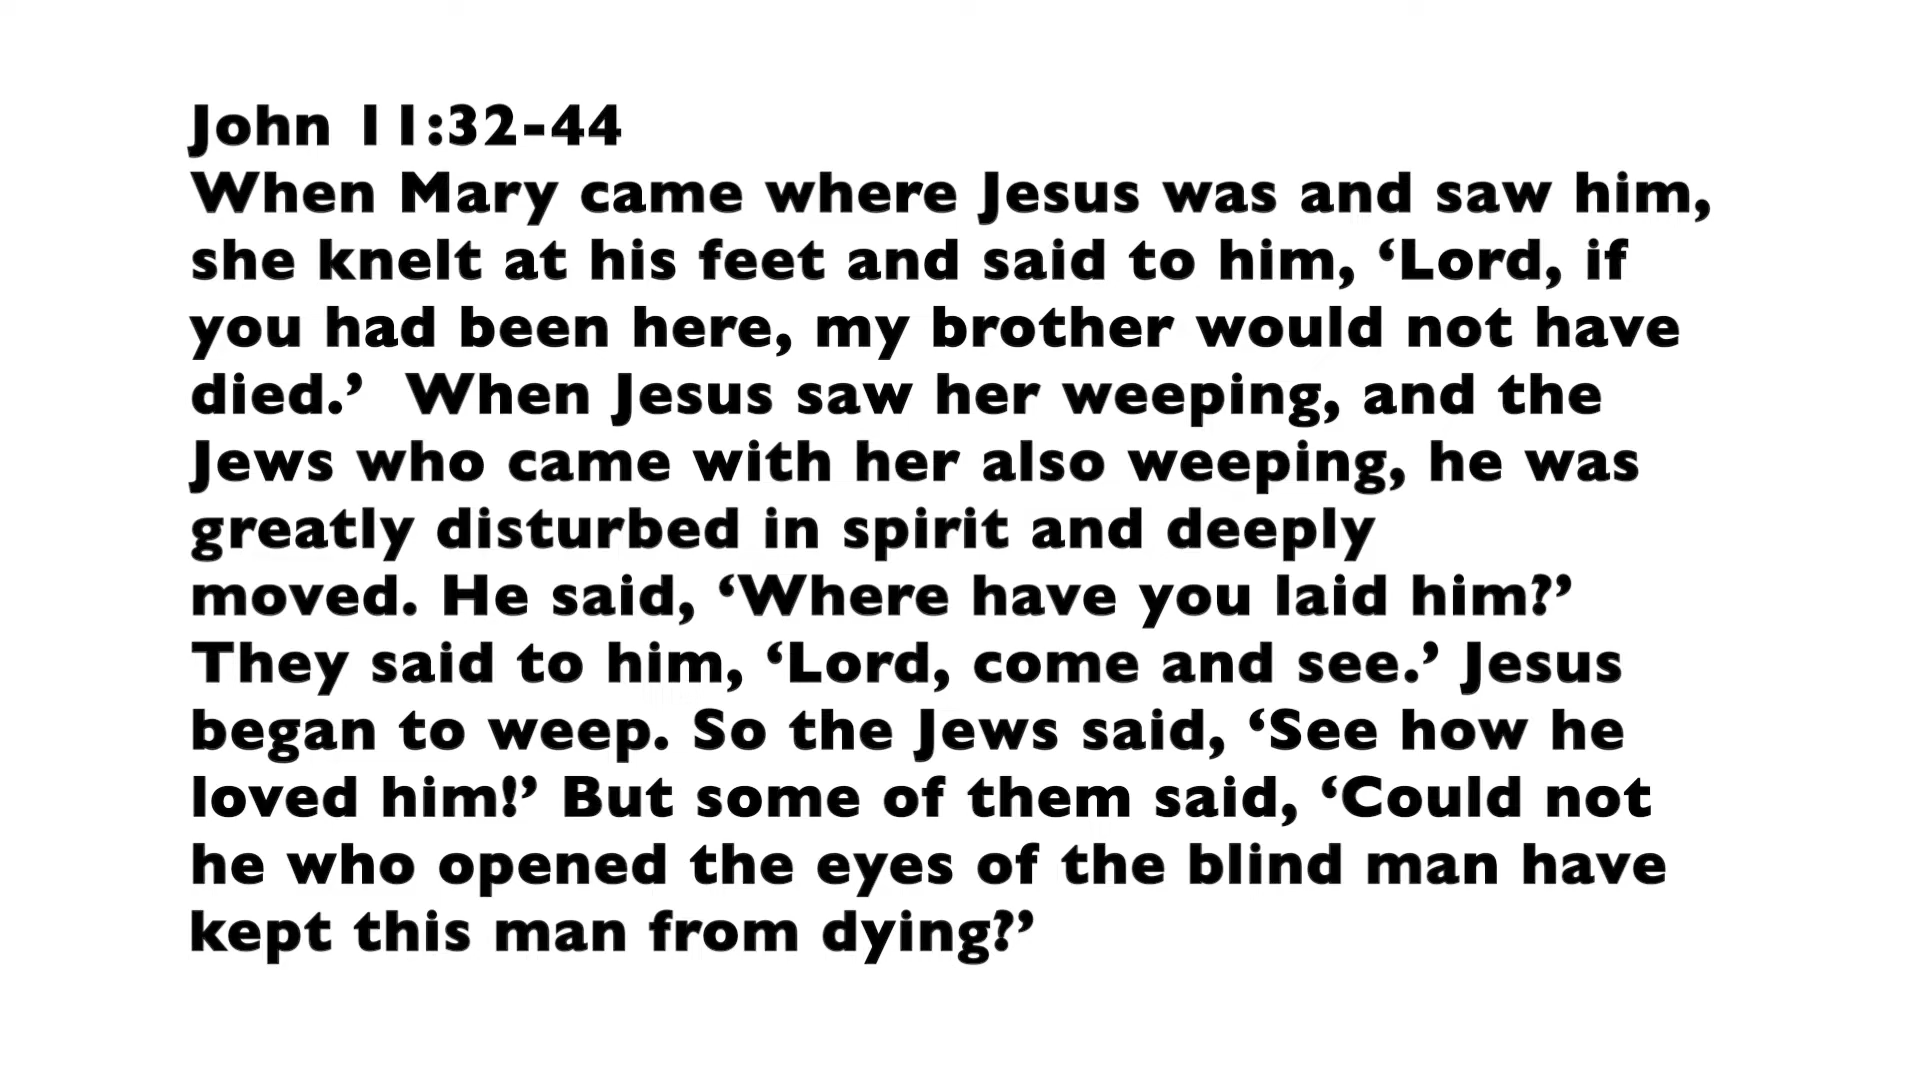 John 11:32-44
When Mary came where Jesus was and saw him,
she knelt at his feet and said to him, ‘Lord, if
you had been here, my brother would not have
died.’  When Jesus saw her weeping, and the
Jews who came with her also weeping, he was
greatly disturbed in spirit and deeply
moved. He said, ‘Where have you laid him?’
They said to him, ‘Lord, come and see.’ Jesus
began to weep. So the Jews said, ‘See how he
loved him!’ But some of them said, ‘Could not
he who opened the eyes of the blind man have
kept this man from dying?’